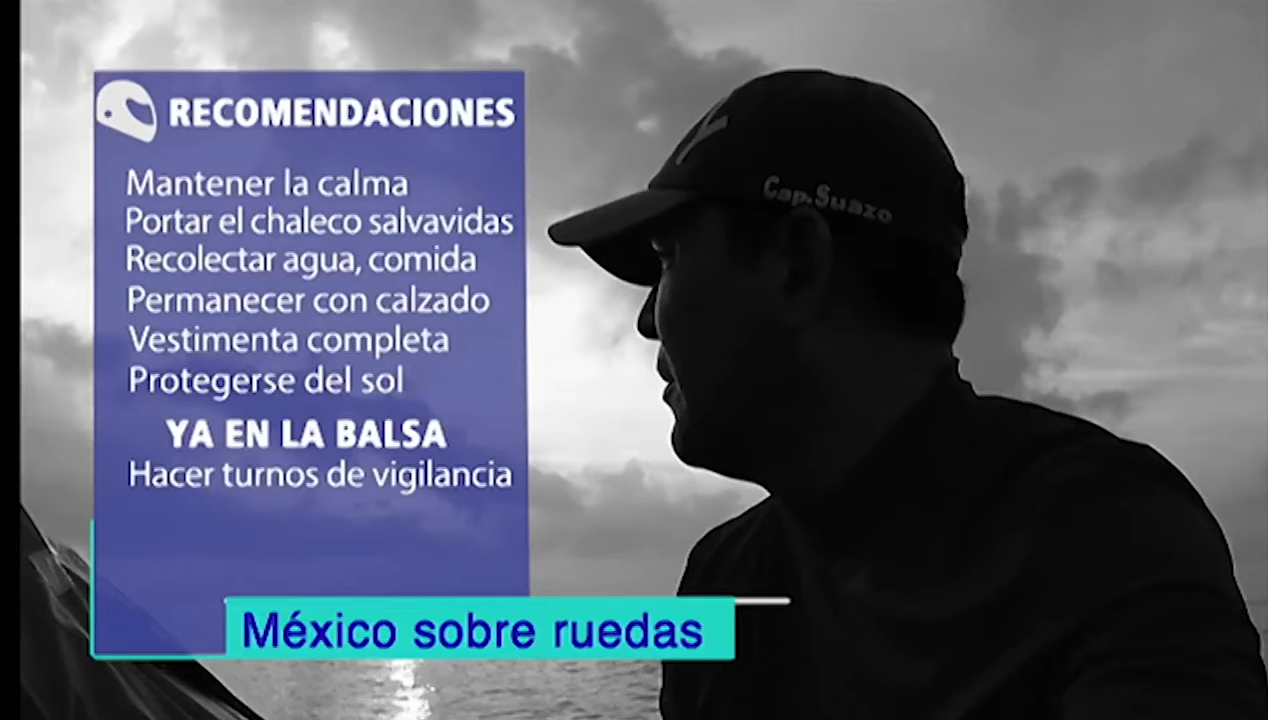 RECOMENDACIONES
Mantener la calma
Portar el chaleco salvavidas
Recolectar agua, comida
Permanecer con calzado
Vestimenta completa
Protegerse del sol
YA EN LA BALSA
Hacer turnos de vigilancia
Cap. Suazo
México sobre ruedas